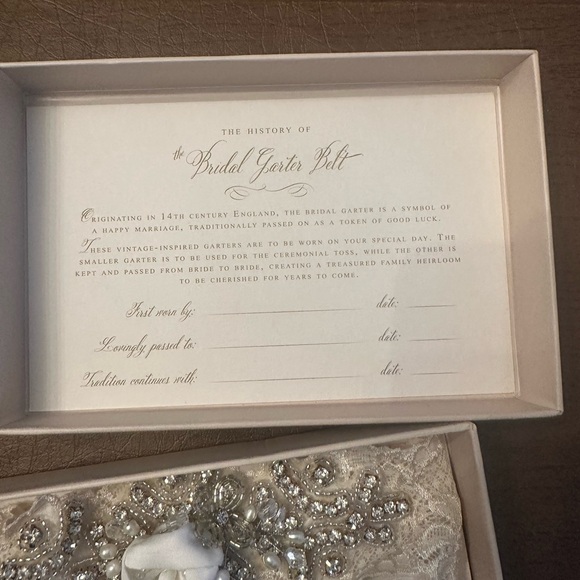 THE HISTORY OF
the Bridal Garter Belt
ORIGINATING IN 14TH CENTURY ENGLAND, THE BRIDAL GARTER IS A SYMBOL OF
A HAPPY MARRIAGE, TRADITIONALLY PASSED ON AS A TOKEN OF GOOD LUCK.
THESE VINTAGE-INSPIRED GARTERS ARE TO BE WORN ON YOUR SPECIAL DAY. THE
SMALLER GARTER IS TO BE USED FOR THE CEREMONIAL TOSS, WHILE THE OTHER IS
KEPT AND PASSED FROM BRIDE TO BRIDE, CREATING A TREASURED FAMILY HEIRLOOM
TO BE CHERISHED FOR YEARS TO COME.
First worn by: date:
Lovingly passed to: date:
Tradition continues with: date: